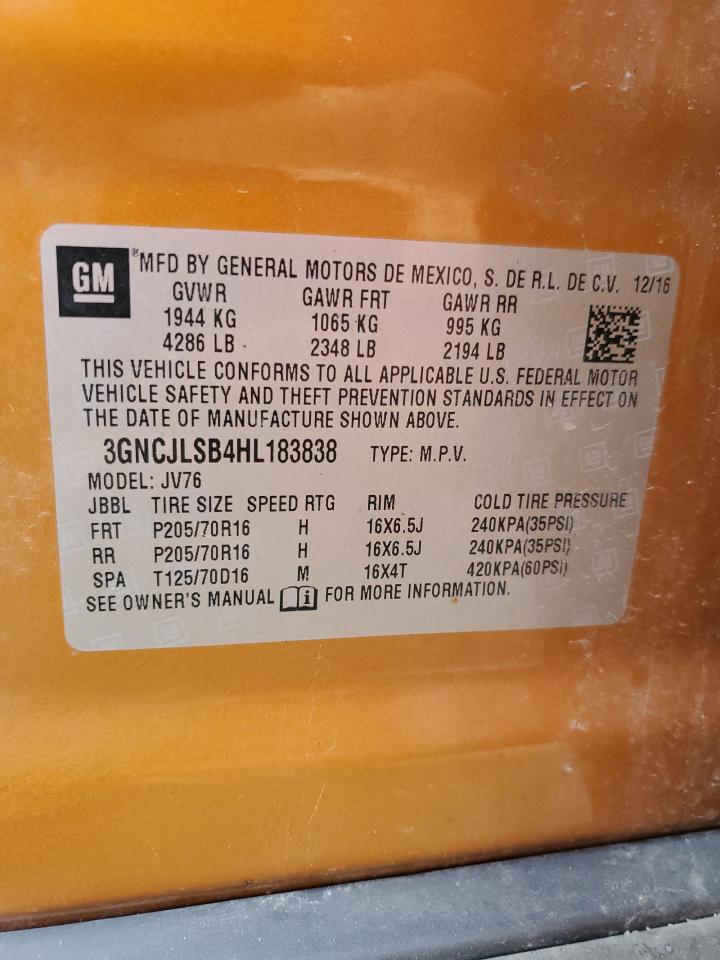 GM ®MFD BY GENERAL MOTORS DE MEXICO, S. DE R.L. DE C.V. 12/16
GVWR GAWR FRT GAWR RR
1944 KG 1065 KG 995 KG
4286 LB 2348 LB 2194 LB
THIS VEHICLE CONFORMS TO ALL APPLICABLE U.S. FEDERAL MOTOR
VEHICLE SAFETY AND THEFT PREVENTION STANDARDS IN EFFECT ON
THE DATE OF MANUFACTURE SHOWN ABOVE.
3GNCJLSB4HL183838 TYPE: M.P.V.
MODEL: JV76
JBBL TIRE SIZE SPEED RTG RIM COLD TIRE PRESSURE
FRT P205/70R16 H 16X6.5J 240KPA(35PSI)
RR P205/70R16 H 16X6.5J 240KPA(35PSI)
SPA T125/70D16 M 16X4T 420KPA(60PSI)
SEE OWNER'S MANUAL i FOR MORE INFORMATION.